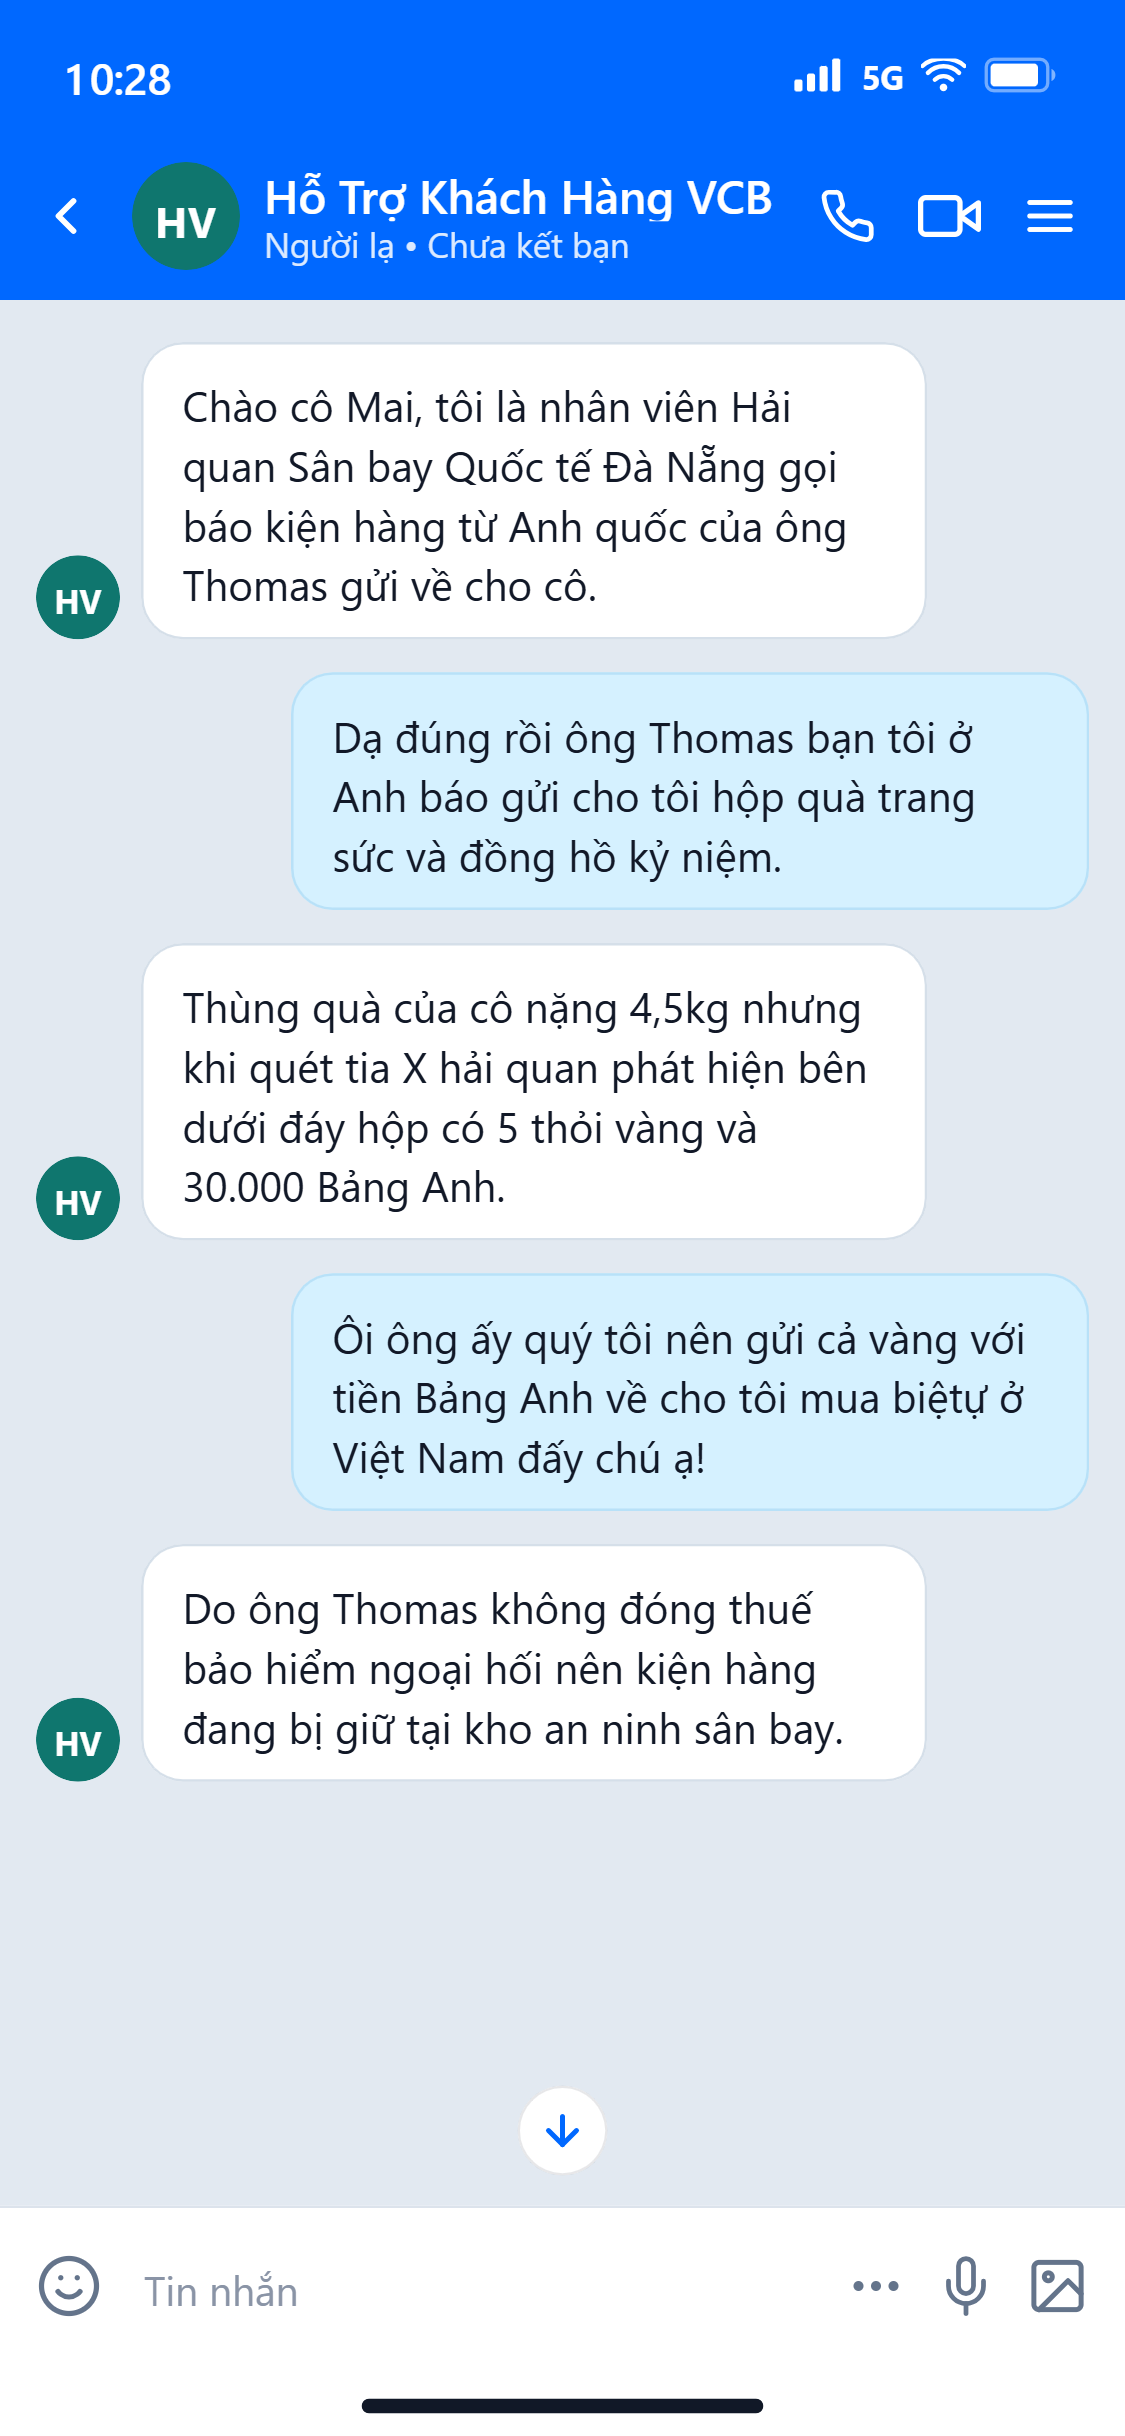 10:28
5G
HV
Hỗ Trợ Khách Hàng VCB
Người lạ • Chưa kết bạn
Chào cô Mai, tôi là nhân viên Hải
quan Sân bay Quốc tế Đà Nẵng gọi
báo kiện hàng từ Anh quốc của ông
Thomas gửi về cho cô.
HV
Dạ đúng rồi ông Thomas bạn tôi ở
Anh báo gửi cho tôi hộp quà trang
sức và đồng hồ kỷ niệm.
Thùng quà của cô nặng 4,5kg nhưng
khi quét tia X hải quan phát hiện bên
dưới đáy hộp có 5 thỏi vàng và
30.000 Bảng Anh.
HV
Ôi ông ấy quý tôi nên gửi cả vàng với
tiền Bảng Anh về cho tôi mua biệtự ở
Việt Nam đấy chú ạ!
Do ông Thomas không đóng thuế
bảo hiểm ngoại hối nên kiện hàng
đang bị giữ tại kho an ninh sân bay.
HV
Tin nhắn